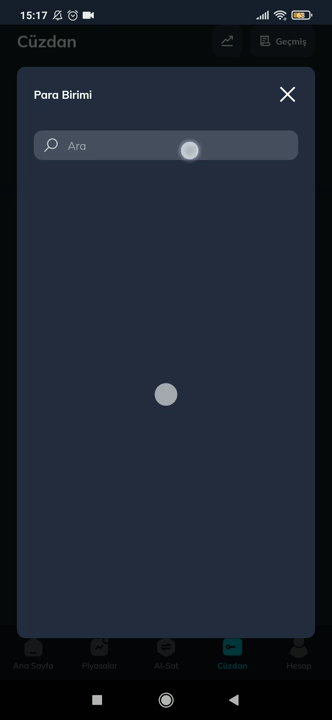 15:17
Cüzdan
Geçmiş
Para Birimi
Ara
Ana Sayfa
Piyasalar
Al-Sat
Cüzdan
Hesap